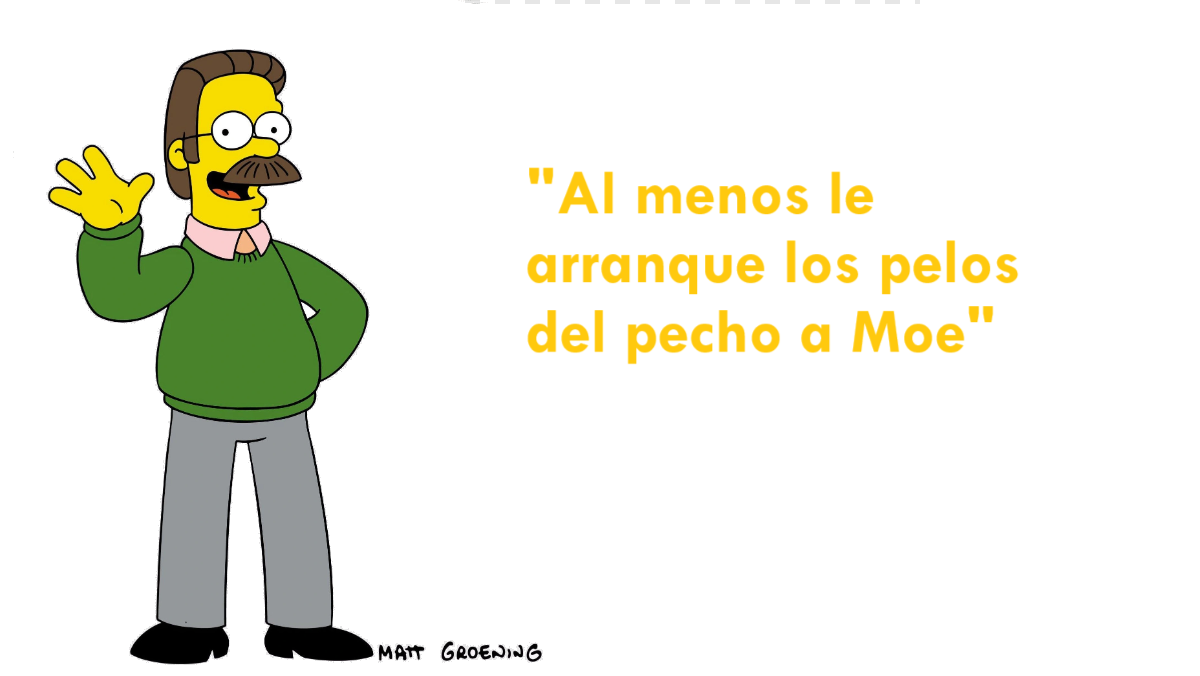 "Al menos le
arranque los pelos
del pecho a Moe"
MATT GROENING